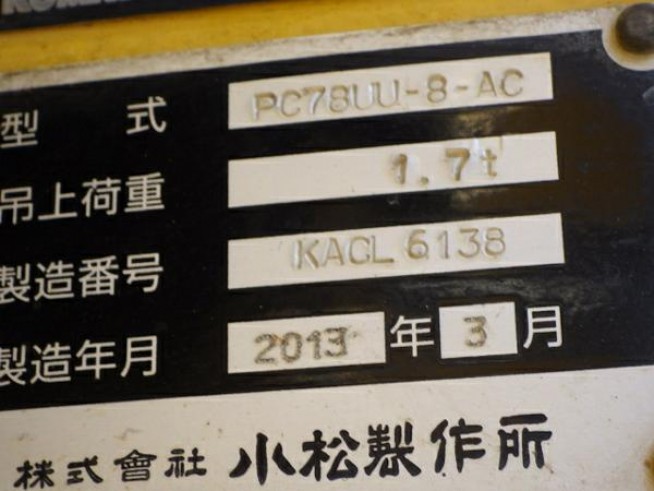 型 式 PC78UU-8-AC
吊上荷重 1.7t
製造番号 KACL 6138
製造年月 2013 年 3 月
株式會社 小松製作所